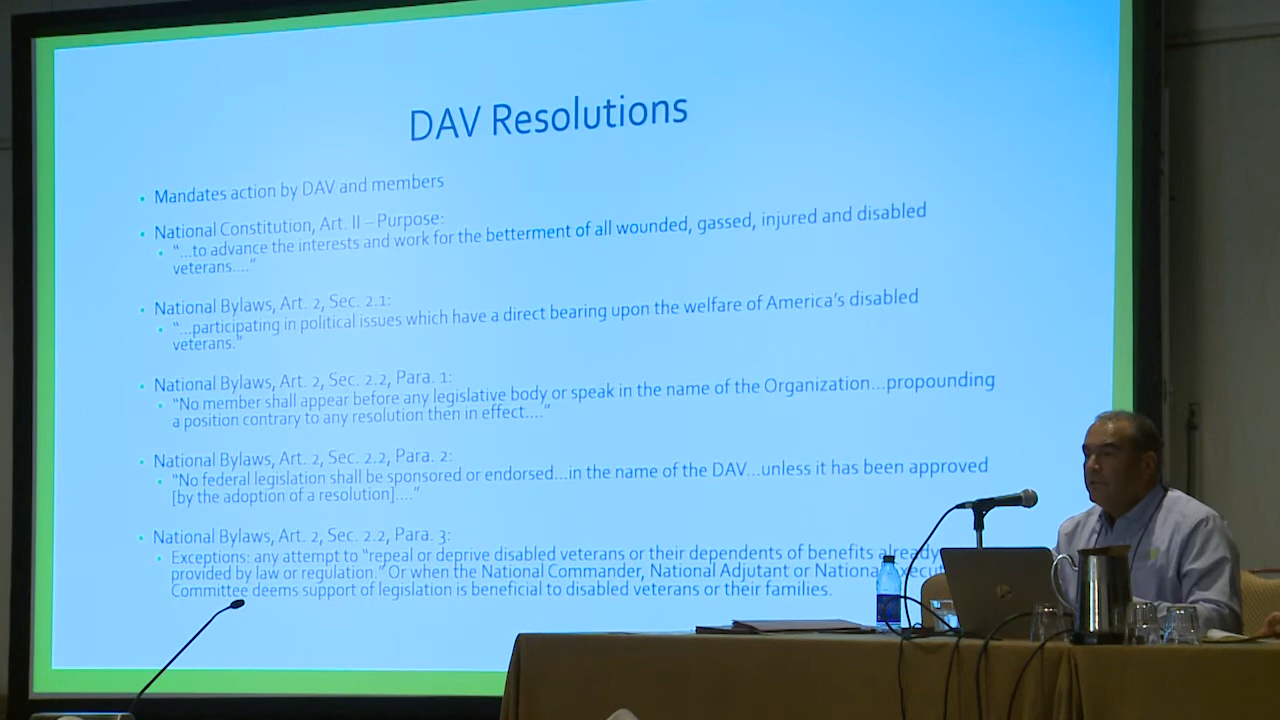 DAV Resolutions
• Mandates action by DAV and members
• National Constitution, Art. II – Purpose:
• “...to advance the interests and work for the betterment of all wounded, gassed, injured and disabled
veterans....”
• National Bylaws, Art. 2, Sec. 2.1:
• “...participating in political issues which have a direct bearing upon the welfare of America’s disabled
veterans.”
• National Bylaws, Art. 2, Sec. 2.2, Para. 1:
• “No member shall appear before any legislative body or speak in the name of the Organization...propounding
a position contrary to any resolution then in effect....”
• National Bylaws, Art. 2, Sec. 2.2, Para. 2:
• “No federal legislation shall be sponsored or endorsed...in the name of the DAV...unless it has been approved
[by the adoption of a resolution]....”
• National Bylaws, Art. 2, Sec. 2.2, Para. 3:
• Exceptions: any attempt to “repeal or deprive disabled veterans or their dependents of benefits already
provided by law or regulation.” Or when the National Commander, National Adjutant or National
Committee deems support of legislation is beneficial to disabled veterans or their families.